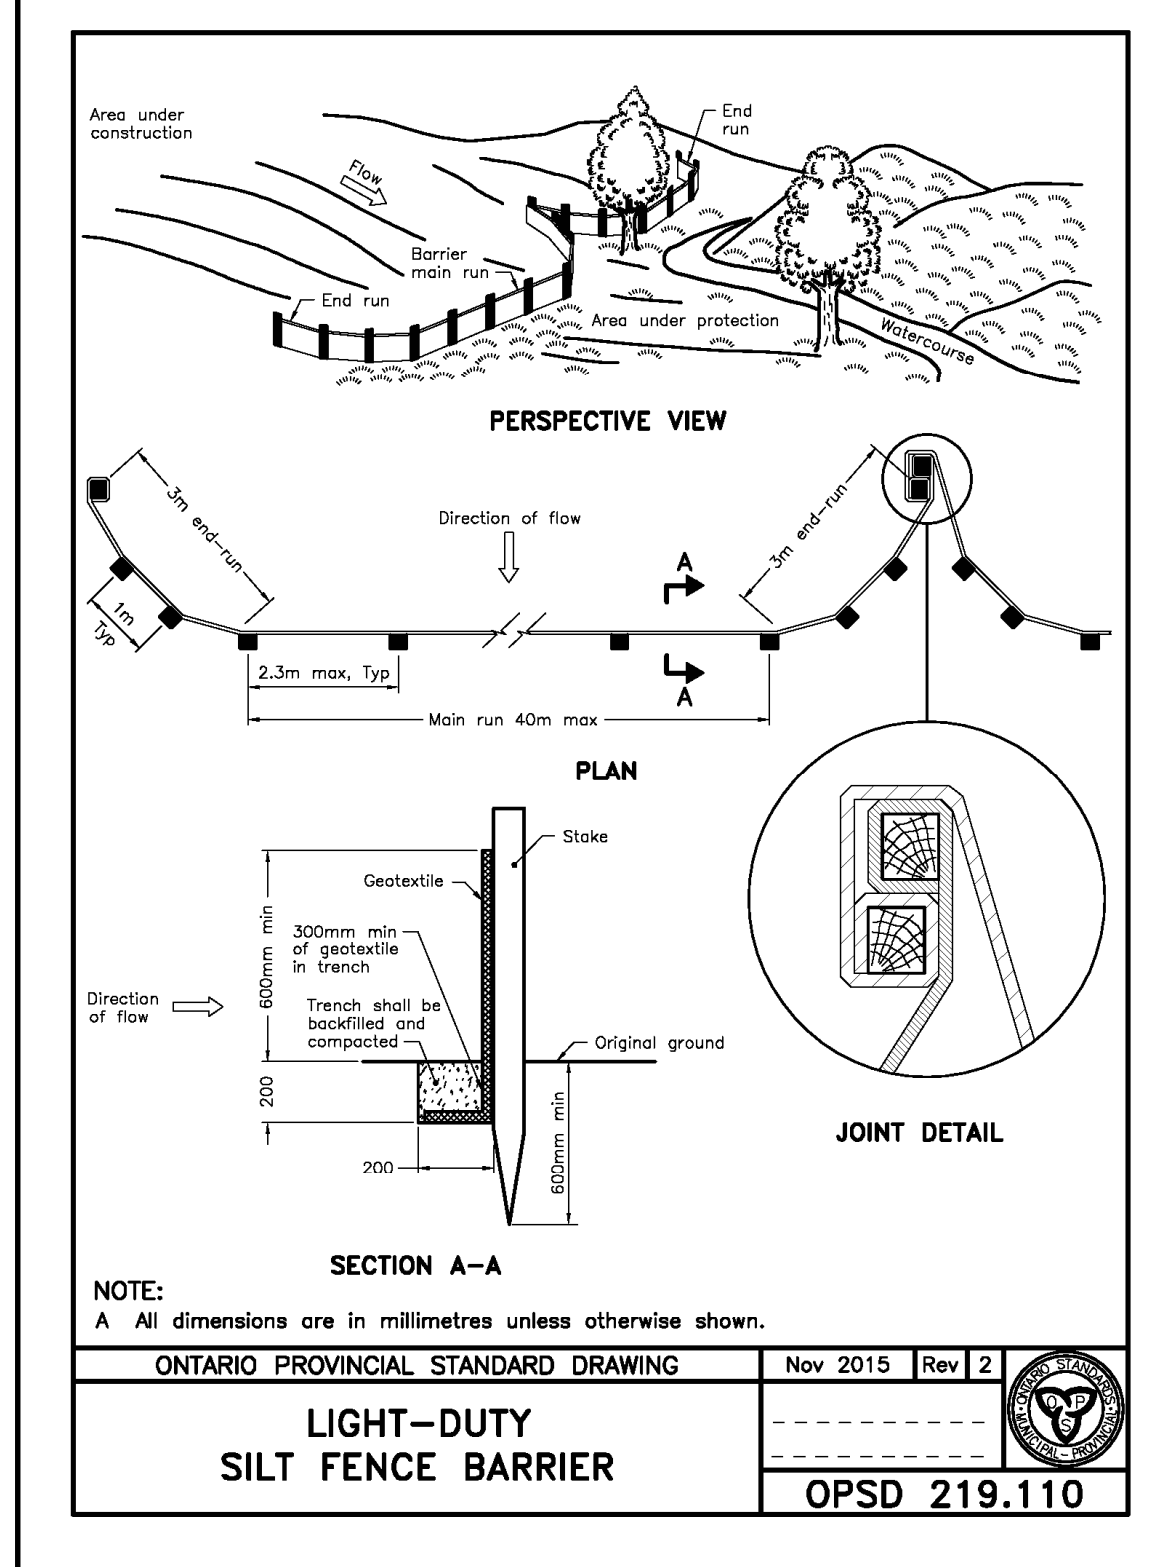 Area under
construction
Flow
End
run
Barrier
main run
End run
Area under protection
Watercourse
PERSPECTIVE VIEW
3m end-run
Direction of flow
3m end-run
A
1m
Typ
2.3m max, Typ
A
Main run 40m max
PLAN
Stake
Geotextile
300mm min
of geotextile
in trench
600mm min
Direction
of flow
Trench shall be
backfilled and
compacted
Original ground
200
600mm min
200
JOINT DETAIL
SECTION A-A
NOTE:
A All dimensions are in millimetres unless otherwise shown.
ONTARIO PROVINCIAL STANDARD DRAWING
Nov 2015
Rev
2
LIGHT-DUTY
SILT FENCE BARRIER
ONTARIO STANDARDS
MUNICIPAL-PROVINCIAL
O P
S
OPSD 219.110